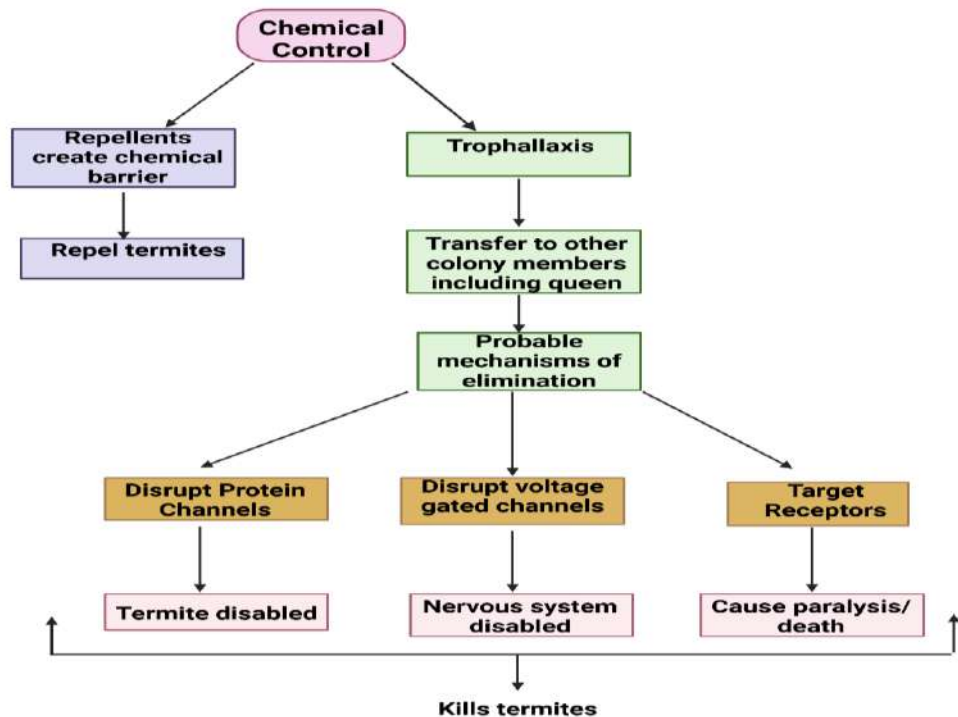 Chemical
Control
Repellents
create chemical
barrier
Trophallaxis
Repel termites
Transfer to other
colony members
including queen
Probable
mechanisms of
elimination
Disrupt Protein
Channels
Disrupt voltage
gated channels
Target
Receptors
Termite disabled
Nervous system
disabled
Cause paralysis/
death
Kills termites